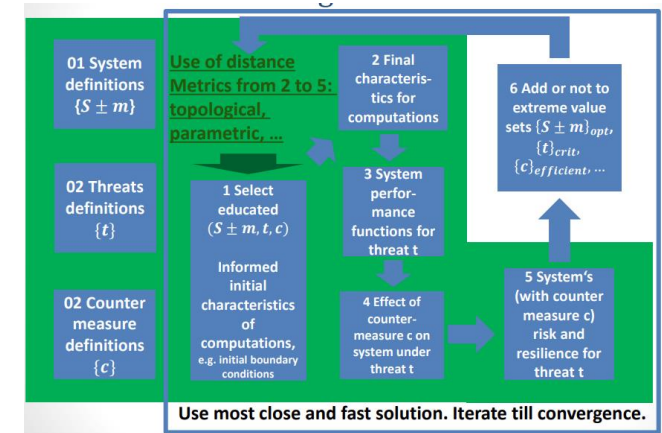 01 System
definitions
{S ± m}
02 Threats
definitions
{t}
02 Counter
measure
definitions
{c}
Use of distance
Metrics from 2 to 5:
topological,
parametric, ...
1 Select
educated
(S ± m, t, c)
Informed
initial
characteristics
of
computations,
e.g. initial boundary
conditions
2 Final
characteris-
tics for
computations
3 System
perfor-
mance
functions for
threat t
4 Effect of
counter-
measure c on
system under
threat t
5 System's
(with counter
measure c)
risk and
resilience for
threat t
6 Add or not to
extreme value
sets {S ± m}opt,
{t}crit,
{c}efficient, ...
Use most close and fast solution. Iterate till convergence.